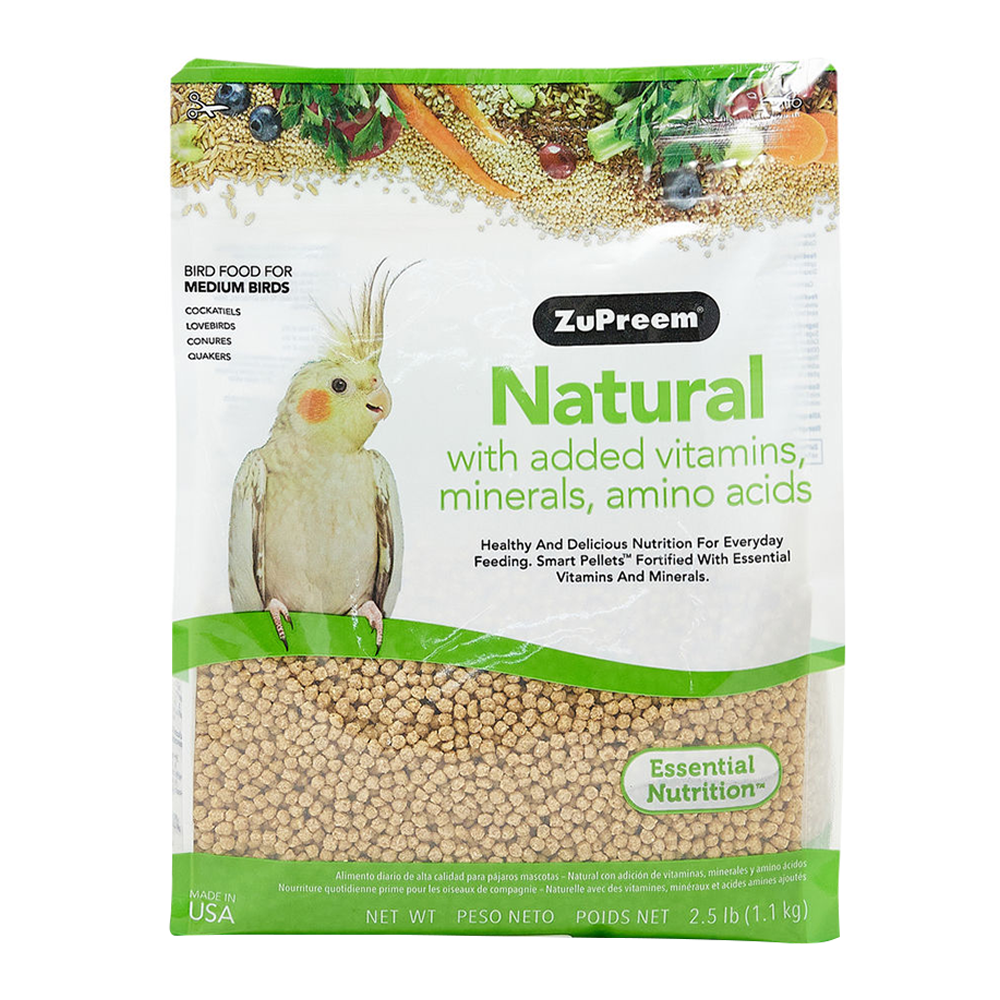 BIRD FOOD FOR
MEDIUM BIRDS
COCKATIELS
LOVEBIRDS
CONURES
QUAKERS
ZuPreem®
Natural
with added vitamins,
minerals, amino acids
Healthy And Delicious Nutrition For Everyday
Feeding. Smart Pellets™ Fortified With Essential
Vitamins And Minerals.
Essential
Nutrition™
Alimento diario de alta calidad para pájaros mascotas – Natural con adición de vitaminas, minerales y amino ácidos
Nourriture quotidienne prime pour les oiseaux de compagnie – Naturelle avec des vitamines, minéraux et acides amines ajoutés
MADE IN
USA
NET WT PESO NETO POIDS NET 2.5 lb (1.1 kg)